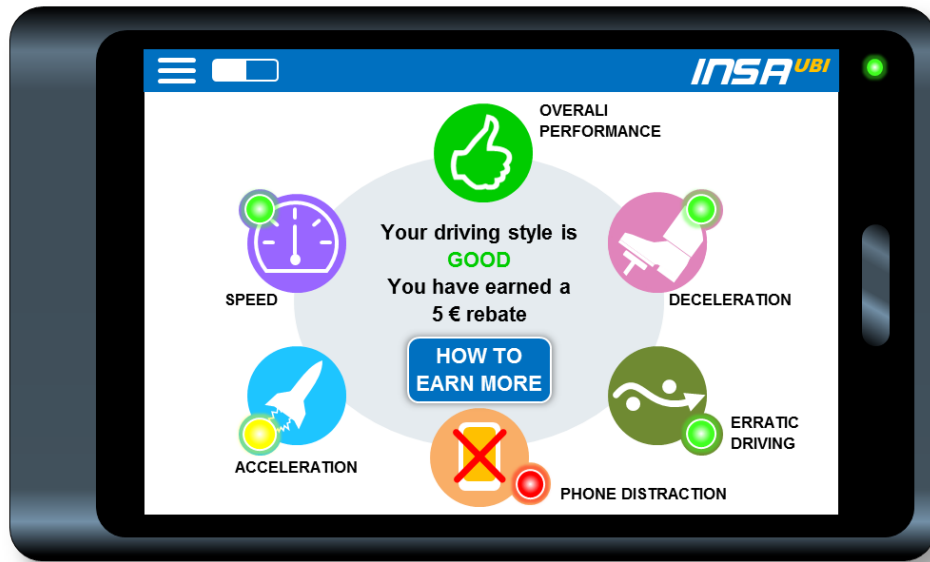 INSA UBI
OVERALI
PERFORMANCE
Your driving style is
GOOD
You have earned a
5 € rebate
HOW TO
EARN MORE
SPEED
DECELERATION
ACCELERATION
ERRATIC
DRIVING
PHONE DISTRACTION